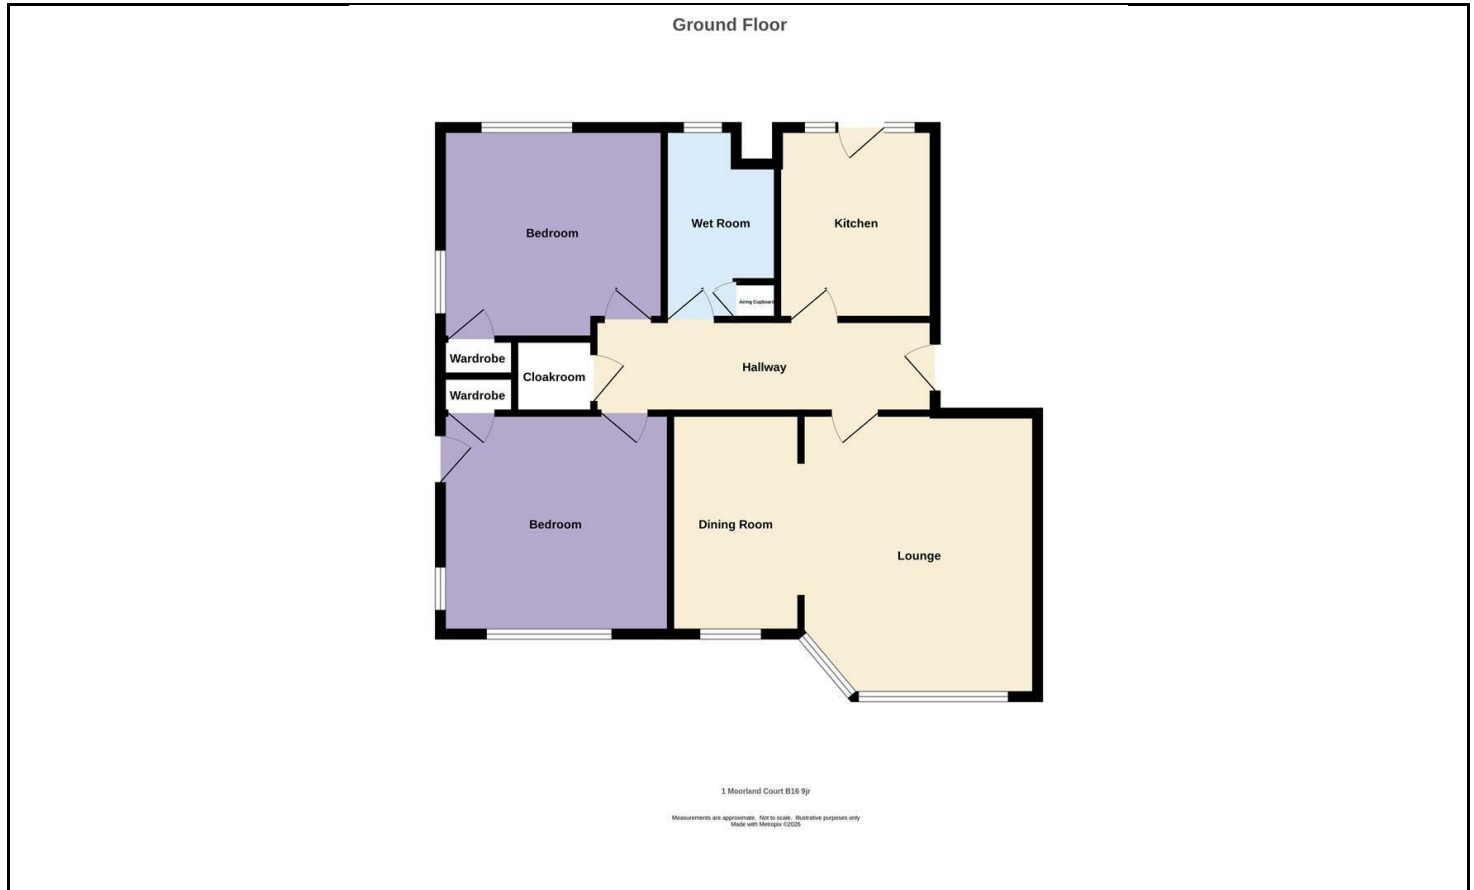 Ground Floor
Bedroom
Wet Room
Kitchen
Airing Cupboard
Wardrobe
Cloakroom
Hallway
Wardrobe
Bedroom
Dining Room
Lounge
1 Moorland Court B16 9jr
Measurements are approximate. Not to scale. Illustrative purposes only
Made with Metropix ©2026